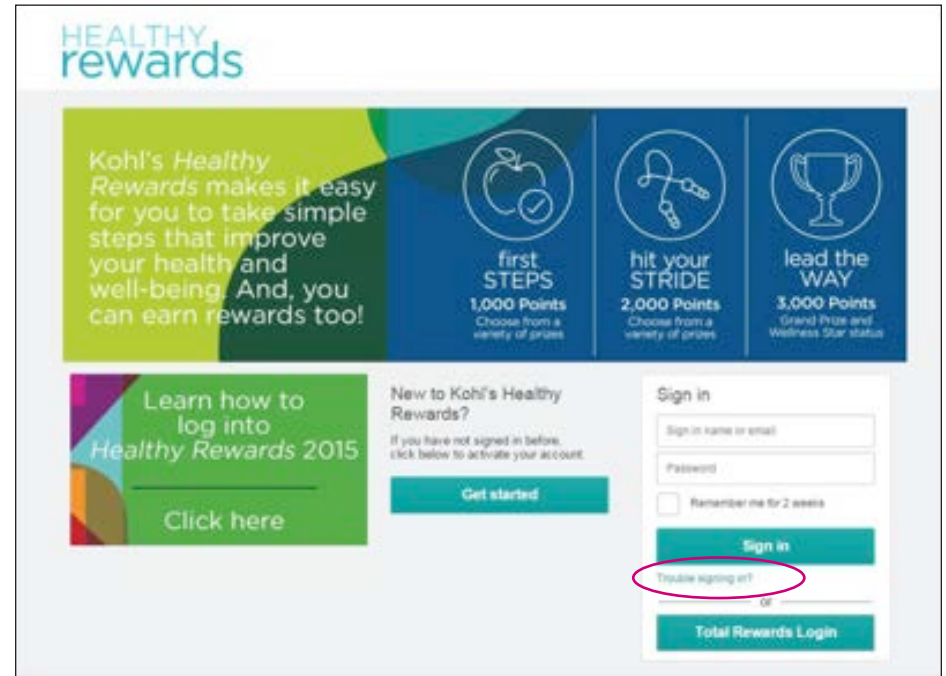 HEALTHY
rewards
Kohl's Healthy
Rewards makes it easy
for you to take simple
steps that improve
your health and
well-being. And, you
can earn rewards too!
first
STEPS
1,000 Points
Choose from a
variety of prizes
hit your
STRIDE
2,000 Points
Choose from a
variety of prizes
lead the
WAY
3,000 Points
Grand Prize and
Wellness Star status
Learn how to
log into
Healthy Rewards 2015
Click here
New to Kohl's Healthy
Rewards?
If you have not signed in before,
click below to activate your account.
Get started
Sign in
Sign in name or email
Password
Remember me for 2 weeks
Sign in
Trouble signing in?
or
Total Rewards Login